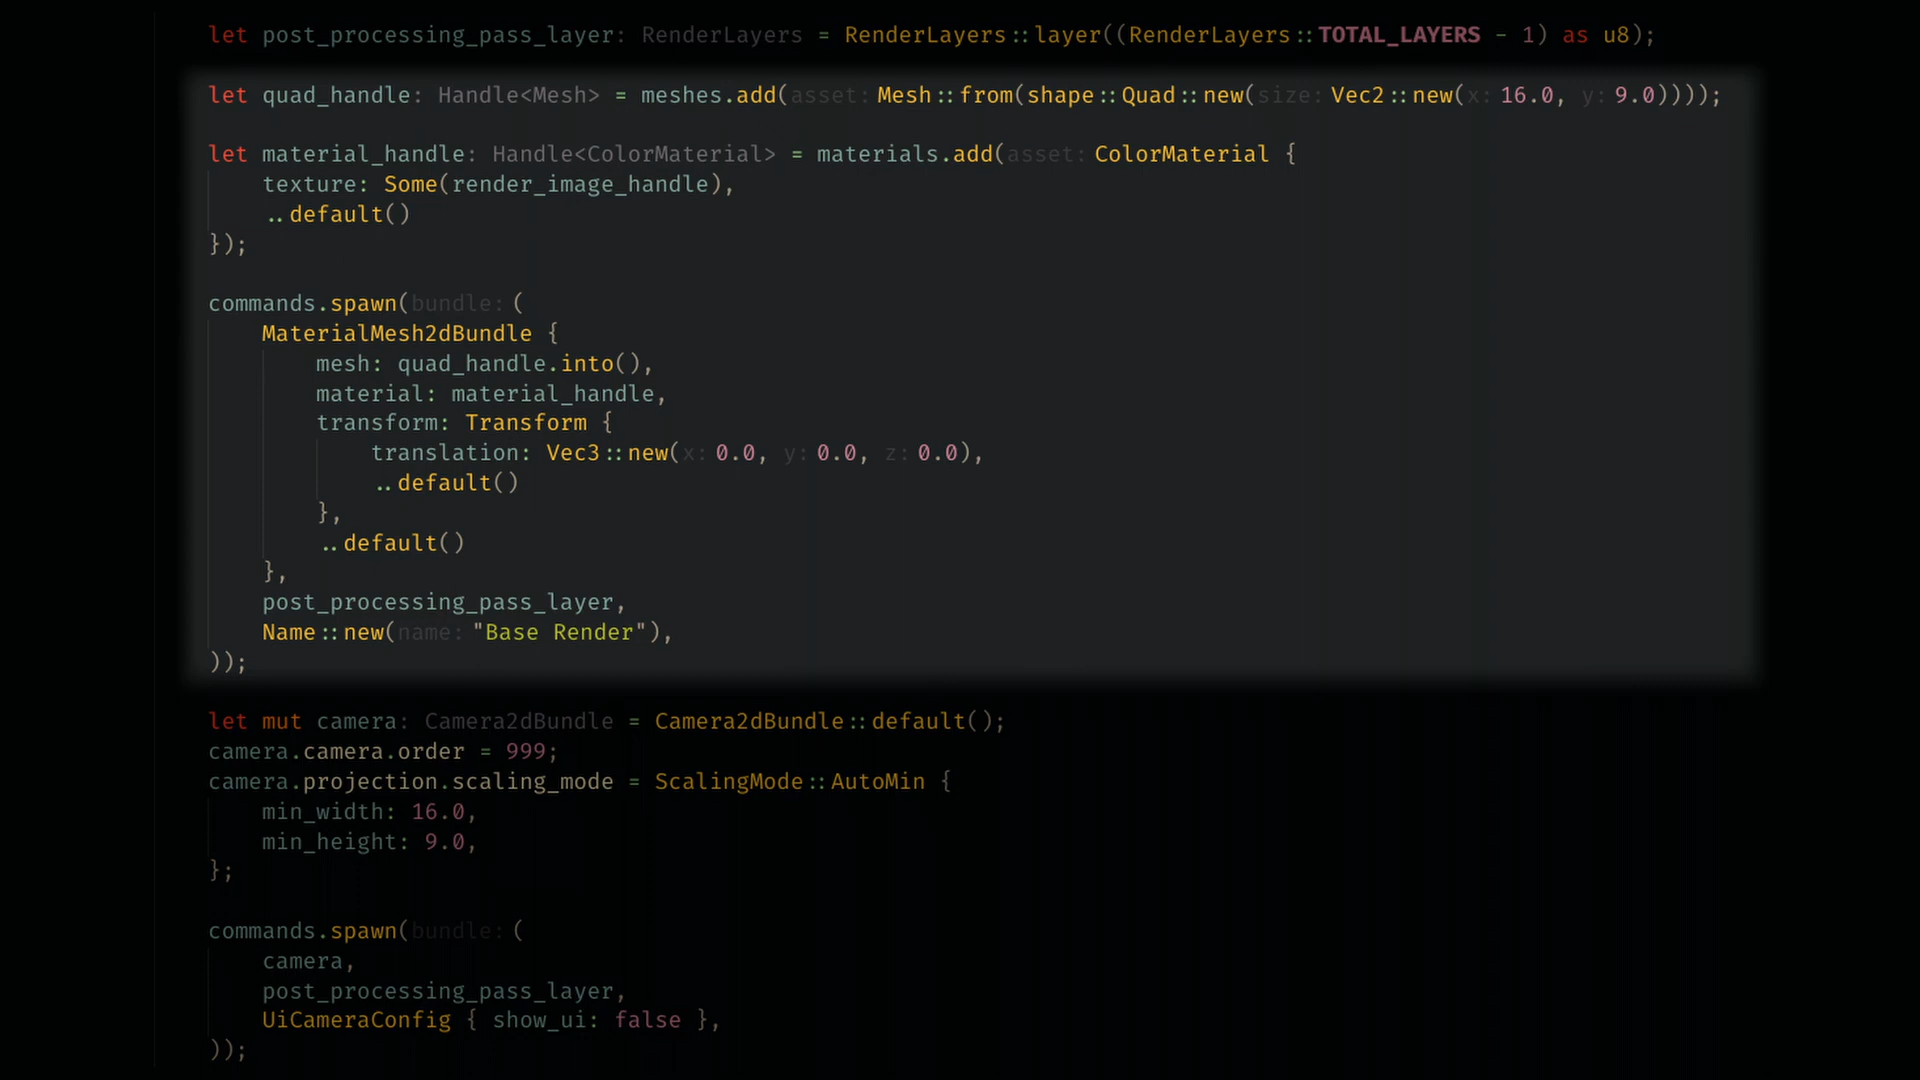 let post_processing_pass_layer: RenderLayers = RenderLayers::layer((RenderLayers::TOTAL_LAYERS - 1) as u8);
let quad_handle: Handle<Mesh> = meshes.add(asset: Mesh::from(shape::Quad::new(size: Vec2::new(x: 16.0, y: 9.0))));
let material_handle: Handle<ColorMaterial> = materials.add(asset: ColorMaterial {
    texture: Some(render_image_handle),
    ..default()
});
commands.spawn(bundle: (
    MaterialMesh2dBundle {
        mesh: quad_handle.into(),
        material: material_handle,
        transform: Transform {
            translation: Vec3::new(x: 0.0, y: 0.0, z: 0.0),
            ..default()
        },
        ..default()
    },
    post_processing_pass_layer,
    Name::new(name: "Base Render"),
));
let mut camera: Camera2dBundle = Camera2dBundle::default();
camera.camera.order = 999;
camera.projection.scaling_mode = ScalingMode::AutoMin {
    min_width: 16.0,
    min_height: 9.0,
};
commands.spawn(bundle: (
    camera,
    post_processing_pass_layer,
    UiCameraConfig { show_ui: false },
));